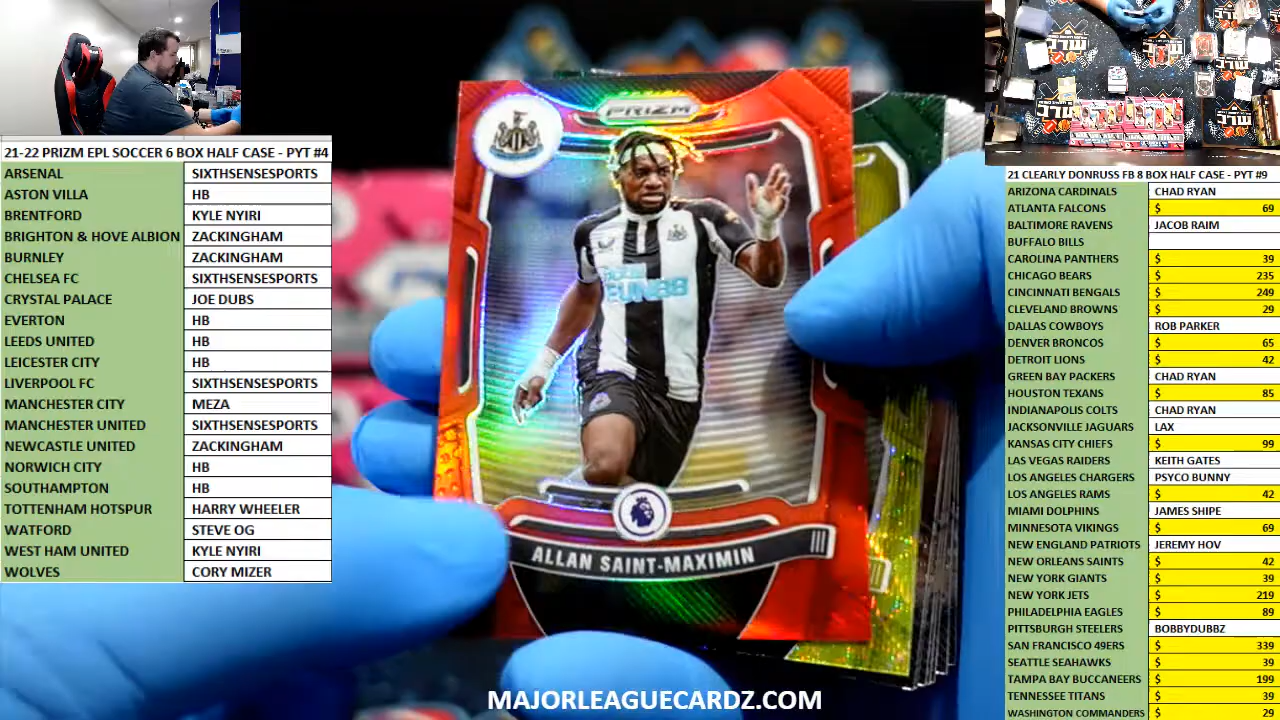 21-22 PRIZM EPL SOCCER 6 BOX HALF CASE - PYT #4
ARSENAL SIXTHSENSESPORTS
ASTON VILLA HB
BRENTFORD KYLE NYIRI
BRIGHTON & HOVE ALBION ZACKINGHAM
BURNLEY ZACKINGHAM
CHELSEA FC SIXTHSENSESPORTS
CRYSTAL PALACE JOE DUBS
EVERTON HB
LEEDS UNITED HB
LEICESTER CITY HB
LIVERPOOL FC SIXTHSENSESPORTS
MANCHESTER CITY MEZA
MANCHESTER UNITED SIXTHSENSESPORTS
NEWCASTLE UNITED ZACKINGHAM
NORWICH CITY HB
SOUTHAMPTON HB
TOTTENHAM HOTSPUR HARRY WHEELER
WATFORD STEVE OG
WEST HAM UNITED KYLE NYIRI
WOLVES CORY MIZER
PRIZM
FUN88
ALLAN SAINT-MAXIMIN
MAJORLEAGUECARDZ.COM
21 CLEARLY DONRUSS FB 8 BOX HALF CASE - PYT #9
ARIZONA CARDINALS CHAD RYAN
ATLANTA FALCONS $ 69
BALTIMORE RAVENS JACOB RAIM
BUFFALO BILLS
CAROLINA PANTHERS $ 39
CHICAGO BEARS $ 235
CINCINNATI BENGALS $ 249
CLEVELAND BROWNS $ 29
DALLAS COWBOYS ROB PARKER
DENVER BRONCOS $ 65
DETROIT LIONS $ 42
GREEN BAY PACKERS CHAD RYAN
HOUSTON TEXANS $ 85
INDIANAPOLIS COLTS CHAD RYAN
JACKSONVILLE JAGUARS LAX
KANSAS CITY CHIEFS $ 99
LAS VEGAS RAIDERS KEITH GATES
LOS ANGELES CHARGERS PSYCO BUNNY
LOS ANGELES RAMS $ 42
MIAMI DOLPHINS JAMES SHIPE
MINNESOTA VIKINGS $ 69
NEW ENGLAND PATRIOTS JEREMY HOV
NEW ORLEANS SAINTS $ 42
NEW YORK GIANTS $ 39
NEW YORK JETS $ 219
PHILADELPHIA EAGLES $ 89
PITTSBURGH STEELERS BOBBYDUBBZ
SAN FRANCISCO 49ERS $ 339
SEATTLE SEAHAWKS $ 39
TAMPA BAY BUCCANEERS $ 199
TENNESSEE TITANS $ 39
WASHINGTON COMMANDERS $ 29